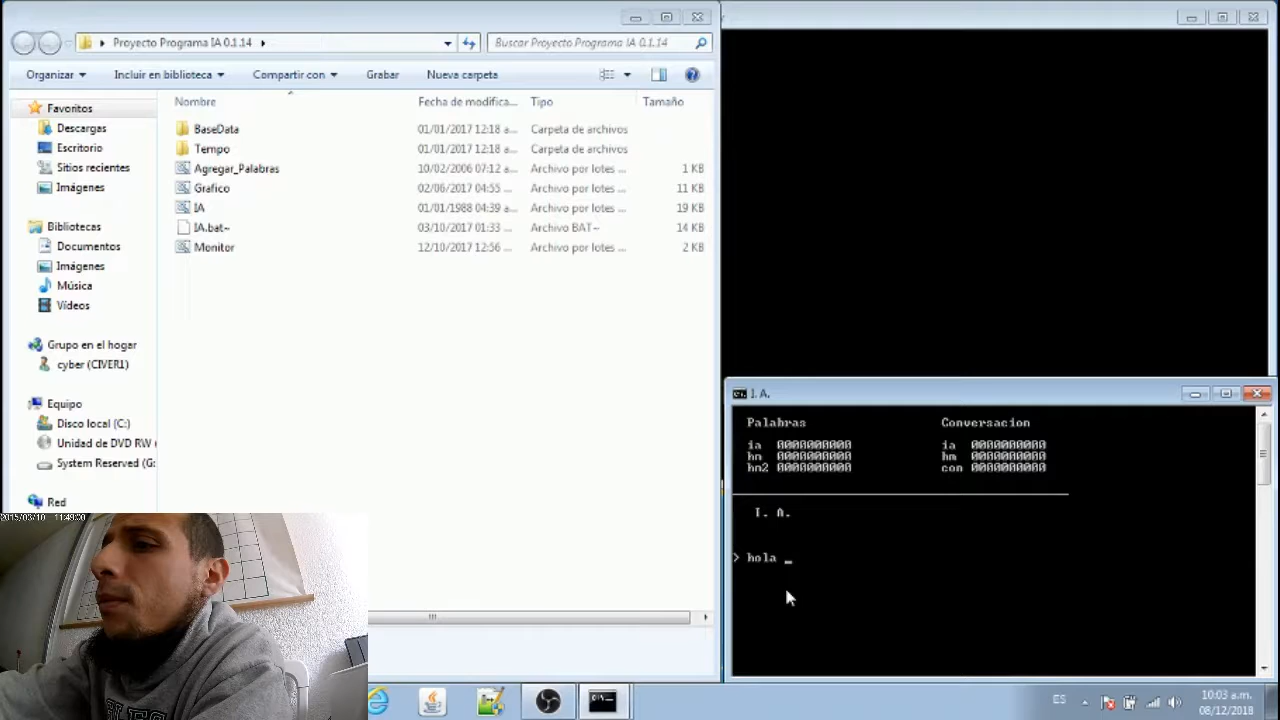 Proyecto Programa IA 0.1.14
Buscar Proyecto Programa IA 0.1.14
Organizar
Incluir en biblioteca
Compartir con
Grabar
Nueva carpeta
Nombre
Fecha de modifica...
Tipo
Tamaño
Favoritos
Descargas
Escritorio
Sitios recientes
Imágenes
Bibliotecas
Documentos
Imágenes
Música
Vídeos
Grupo en el hogar
cyber (CIVER1)
Equipo
Disco local (C:)
Unidad de DVD RW (
System Reserved (G:
Red
BaseData 01/01/2017 12:18 a... Carpeta de archivos
Tempo 01/01/2017 12:18 a... Carpeta de archivos
Agregar_Palabras 10/02/2006 07:12 a... Archivo por lotes ... 1 KB
Grafico 02/06/2017 04:55 ... Archivo por lotes ... 11 KB
IA 01/01/1988 04:39 a... Archivo por lotes ... 19 KB
IA.bat~ 03/10/2017 01:33 ... Archivo BAT~ 14 KB
Monitor 12/10/2017 12:56 ... Archivo por lotes ... 2 KB
I. A.
Palabras Conversacion
ia 0000000000 ia 0000000000
hm 0000000000 hm 0000000000
hm2 0000000000 con 0000000000
I. A.
> hola _
2015/03/10 11:49:00
ES
10:03 a.m.
08/12/2018